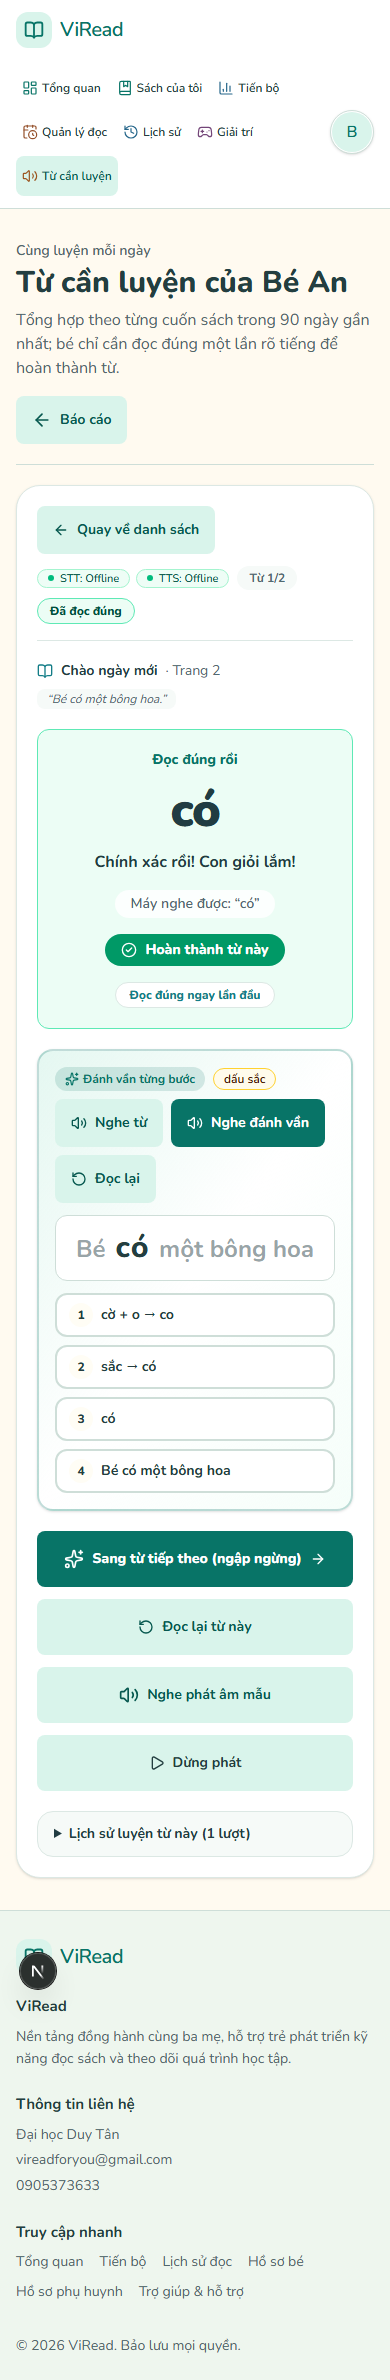 ViRead
Tổng quan Sách của tôi Tiến bộ
Quản lý đọc Lịch sử Giải trí
B
Từ cần luyện
Cùng luyện mỗi ngày
Từ cần luyện của Bé An
Tổng hợp theo từng cuốn sách trong 90 ngày gần
nhất; bé chỉ cần đọc đúng một lần rõ tiếng để
hoàn thành từ.
Báo cáo
Quay về danh sách
STT: Offline TTS: Offline Từ 1/2
Đã đọc đúng
Chào ngày mới · Trang 2
“Bé có một bông hoa.”
Đọc đúng rồi
có
Chính xác rồi! Con giỏi lắm!
Máy nghe được: “có”
Hoàn thành từ này
Đọc đúng ngay lần đầu
Đánh vần từng bước dấu sắc
Nghe từ Nghe đánh vần
Đọc lại
Bé có một bông hoa
1 cờ + o → co
2 sắc → có
3 có
4 Bé có một bông hoa
Sang từ tiếp theo (ngập ngừng) →
Đọc lại từ này
Nghe phát âm mẫu
Dừng phát
Lịch sử luyện từ này (1 lượt)
ViRead
N
ViRead
Nền tảng đồng hành cùng ba mẹ, hỗ trợ trẻ phát triển kỹ
năng đọc sách và theo dõi quá trình học tập.
Thông tin liên hệ
Đại học Duy Tân
vireadforyou@gmail.com
0905373633
Truy cập nhanh
Tổng quan Tiến bộ Lịch sử đọc Hồ sơ bé
Hồ sơ phụ huynh Trợ giúp & hỗ trợ
© 2026 ViRead. Bảo lưu mọi quyền.